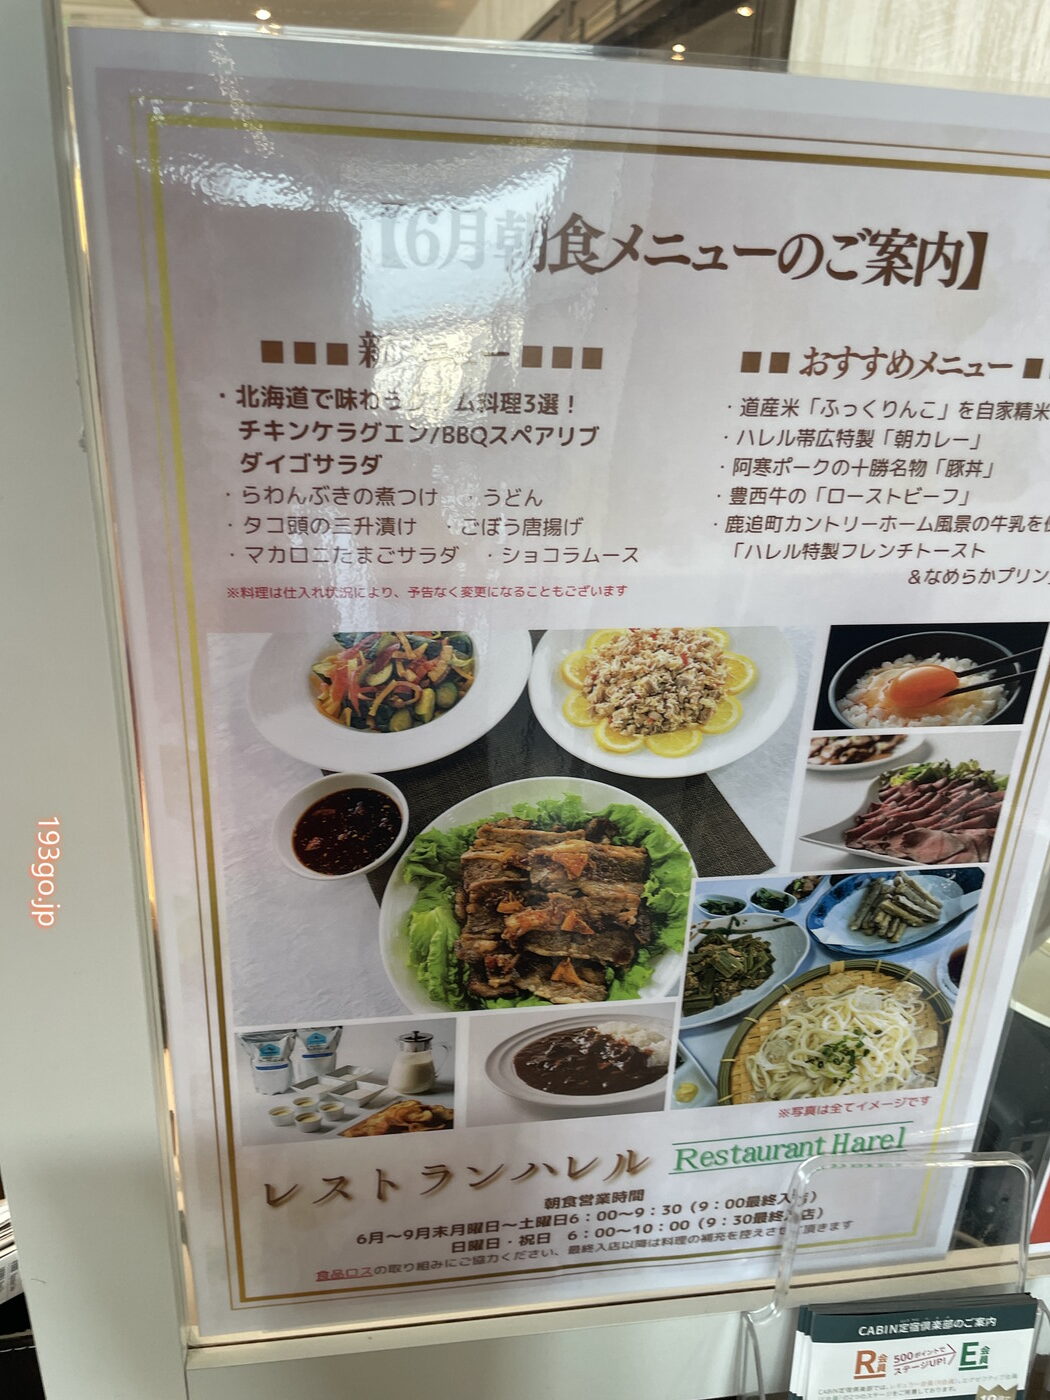 【6月朝食メニューのご案内】
■■■ 新メニュー ■■■
・北海道で味わうグアム料理3選！
チキンケラグエン/BBQスペアリブ
ダイゴサラダ
・らわんぶきの煮つけ ・うどん
・タコ頭の三升漬け ・ごぼう唐揚げ
・マカロニたまごサラダ ・ショコラムース
※料理は仕入れ状況により、予告なく変更になることもございます
■■ おすすめメニュー ■
・道産米「ふっくりんこ」を自家精米
・ハレル帯広特製「朝カレー」
・阿寒ポークの十勝名物「豚丼」
・豊西牛の「ローストビーフ」
・鹿追町カントリーホーム風景の牛乳を
「ハレル特製フレンチトースト
&なめらかプリン
※写真は全てイメージです
レストランハレル Restaurant Harel
朝食営業時間
6月～9月末月曜日～土曜日6：00～9：30（9：00最終入店）
日曜日・祝日 6：00～10：00（9：30最終入店）
食品ロスの取り組みにご協力ください、最終入店以降は料理の補充を控えさせて頂きます
193go.jp
CABIN定宿倶楽部のご案内
R会員 500ポイントでステージUP! E会員